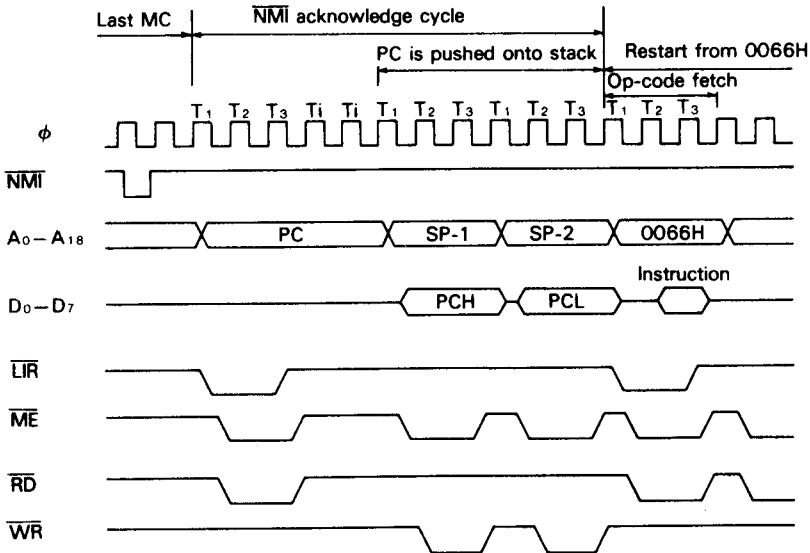 Last MC
NMI acknowledge cycle
PC is pushed onto stack
Restart from 0066H
Op-code fetch
T1 T2 T3 Ti Ti T1 T2 T3 T1 T2 T3 T1 T2 T3
φ
NMI
A0–A18 PC SP-1 SP-2 0066H
Instruction
D0–D7 PCH PCL
LIR
ME
RD
WR